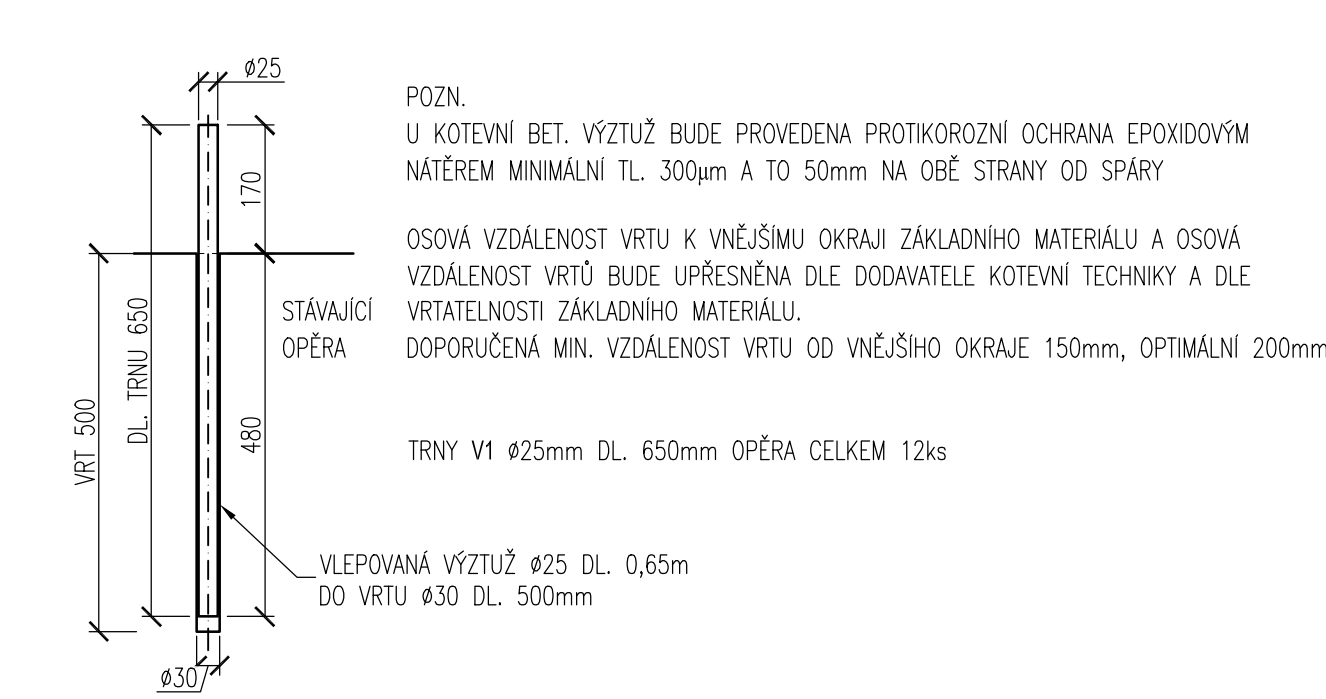 Ø25
POZN.
U KOTEVNÍ BET. VÝZTUŽ BUDE PROVEDENA PROTIKOROZNÍ OCHRANA EPOXIDOVÝM
NÁTĚREM MINIMÁLNÍ TL. 300µm A TO 50mm NA OBĚ STRANY OD SPÁRY
170
OSOVÁ VZDÁLENOST VRTU K VNĚJŠÍMU OKRAJI ZÁKLADNÍHO MATERIÁLU A OSOVÁ
VZDÁLENOST VRTŮ BUDE UPŘESNĚNA DLE DODAVATELE KOTEVNÍ TECHNIKY A DLE
VRTATELNOSTI ZÁKLADNÍHO MATERIÁLU.
DOPORUČENÁ MIN. VZDÁLENOST VRTU OD VNĚJŠÍHO OKRAJE 150mm, OPTIMÁLNÍ 200mm
STÁVAJÍCÍ
OPĚRA
DL. TRNU 650
VRT 500
480
TRNY V1 Ø25mm DL. 650mm OPĚRA CELKEM 12ks
VLEPOVANÁ VÝZTUŽ Ø25 DL. 0,65m
DO VRTU Ø30 DL. 500mm
Ø30